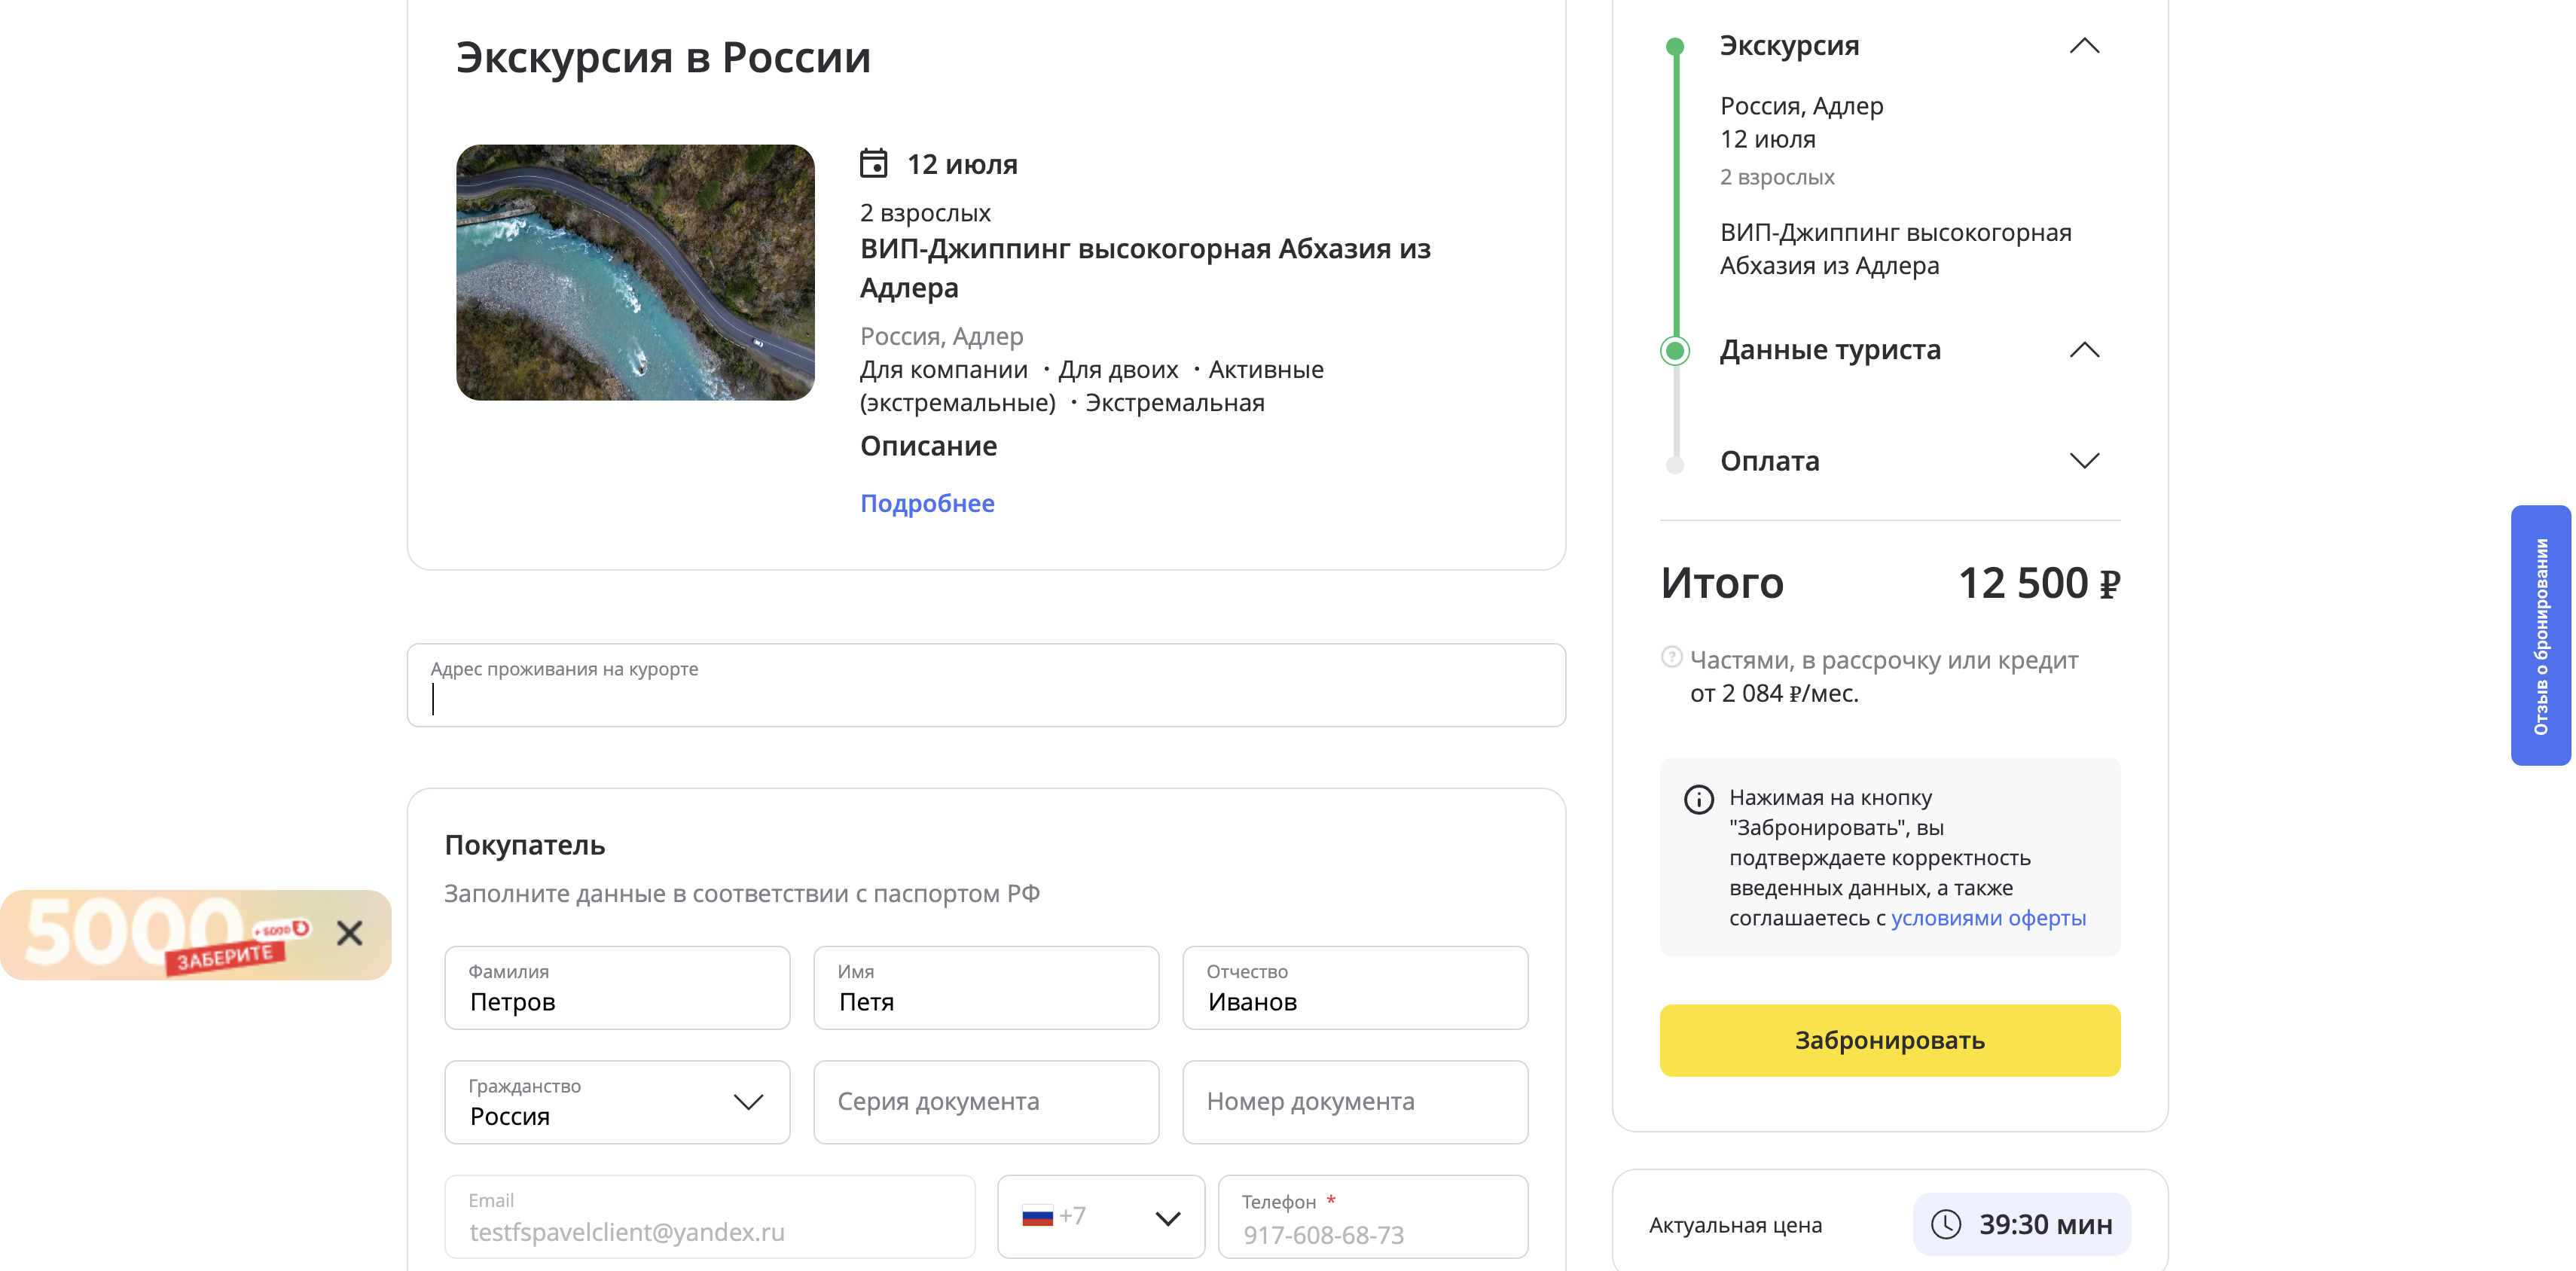 Экскурсия в России
12 июля
2 взрослых
ВИП-Джиппинг высокогорная Абхазия из
Адлера
Россия, Адлер
Для компании · Для двоих · Активные
(экстремальные) · Экстремальная
Описание
Подробнее
Адрес проживания на курорте
Покупатель
Заполните данные в соответствии с паспортом РФ
Фамилия
Петров
Имя
Петя
Отчество
Иванов
Гражданство
Россия
Серия документа
Номер документа
Email
testfspavelclient@yandex.ru
+7
Телефон *
917-608-68-73
5000
+ 5000
ЗАБЕРИТЕ
Экскурсия
Россия, Адлер
12 июля
2 взрослых
ВИП-Джиппинг высокогорная
Абхазия из Адлера
Данные туриста
Оплата
Итого 12 500 ₽
Частями, в рассрочку или кредит
от 2 084 ₽/мес.
Нажимая на кнопку
"Забронировать", вы
подтверждаете корректность
введенных данных, а также
соглашаетесь с условиями оферты
Забронировать
Актуальная цена 39:30 мин
Отзыв о бронировании